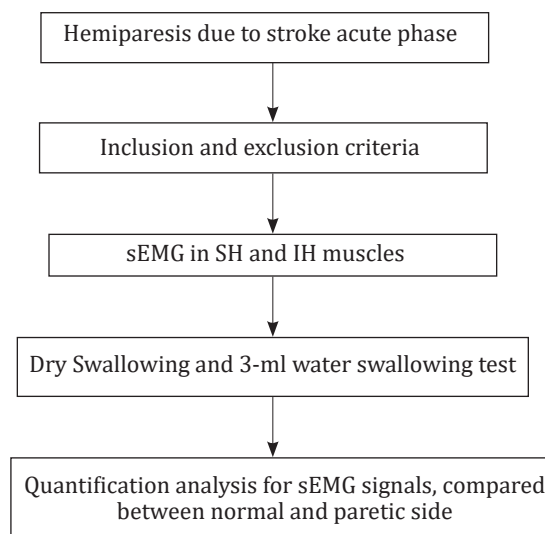 Hemiparesis due to stroke acute phase
Inclusion and exclusion criteria
sEMG in SH and IH muscles
Dry Swallowing and 3-ml water swallowing test
Quantification analysis for sEMG signals, compared
between normal and paretic side